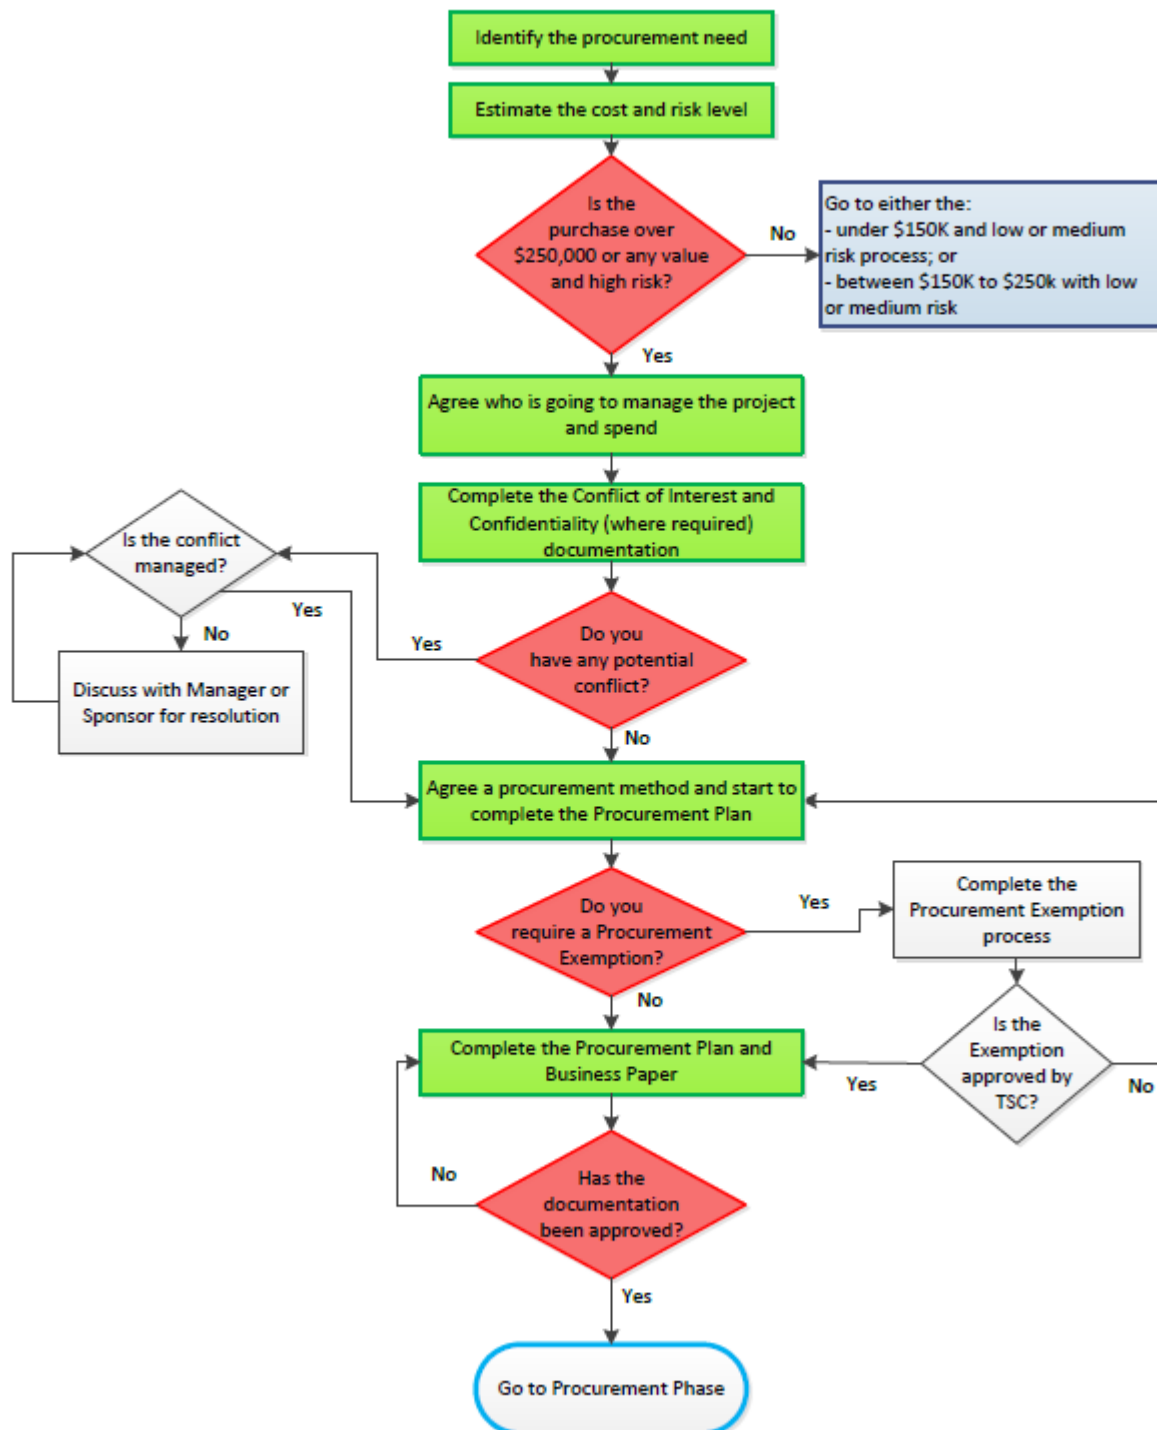 Identify the procurement need
Estimate the cost and risk level
Is the
purchase over
$250,000 or any value
and high risk?
No
Go to either the:
- under $150K and low or medium
risk process; or
- between $150K to $250k with low
or medium risk
Yes
Agree who is going to manage the project
and spend
Complete the Conflict of Interest and
Confidentiality (where required)
documentation
Is the conflict
managed?
Yes
No
Discuss with Manager or
Sponsor for resolution
Yes
Do you
have any potential
conflict?
No
Agree a procurement method and start to
complete the Procurement Plan
Do you
require a Procurement
Exemption?
Yes
Complete the
Procurement Exemption
process
No
Is the
Exemption
approved by
TSC?
Yes
No
Complete the Procurement Plan and
Business Paper
No
Has the
documentation
been approved?
Yes
Go to Procurement Phase